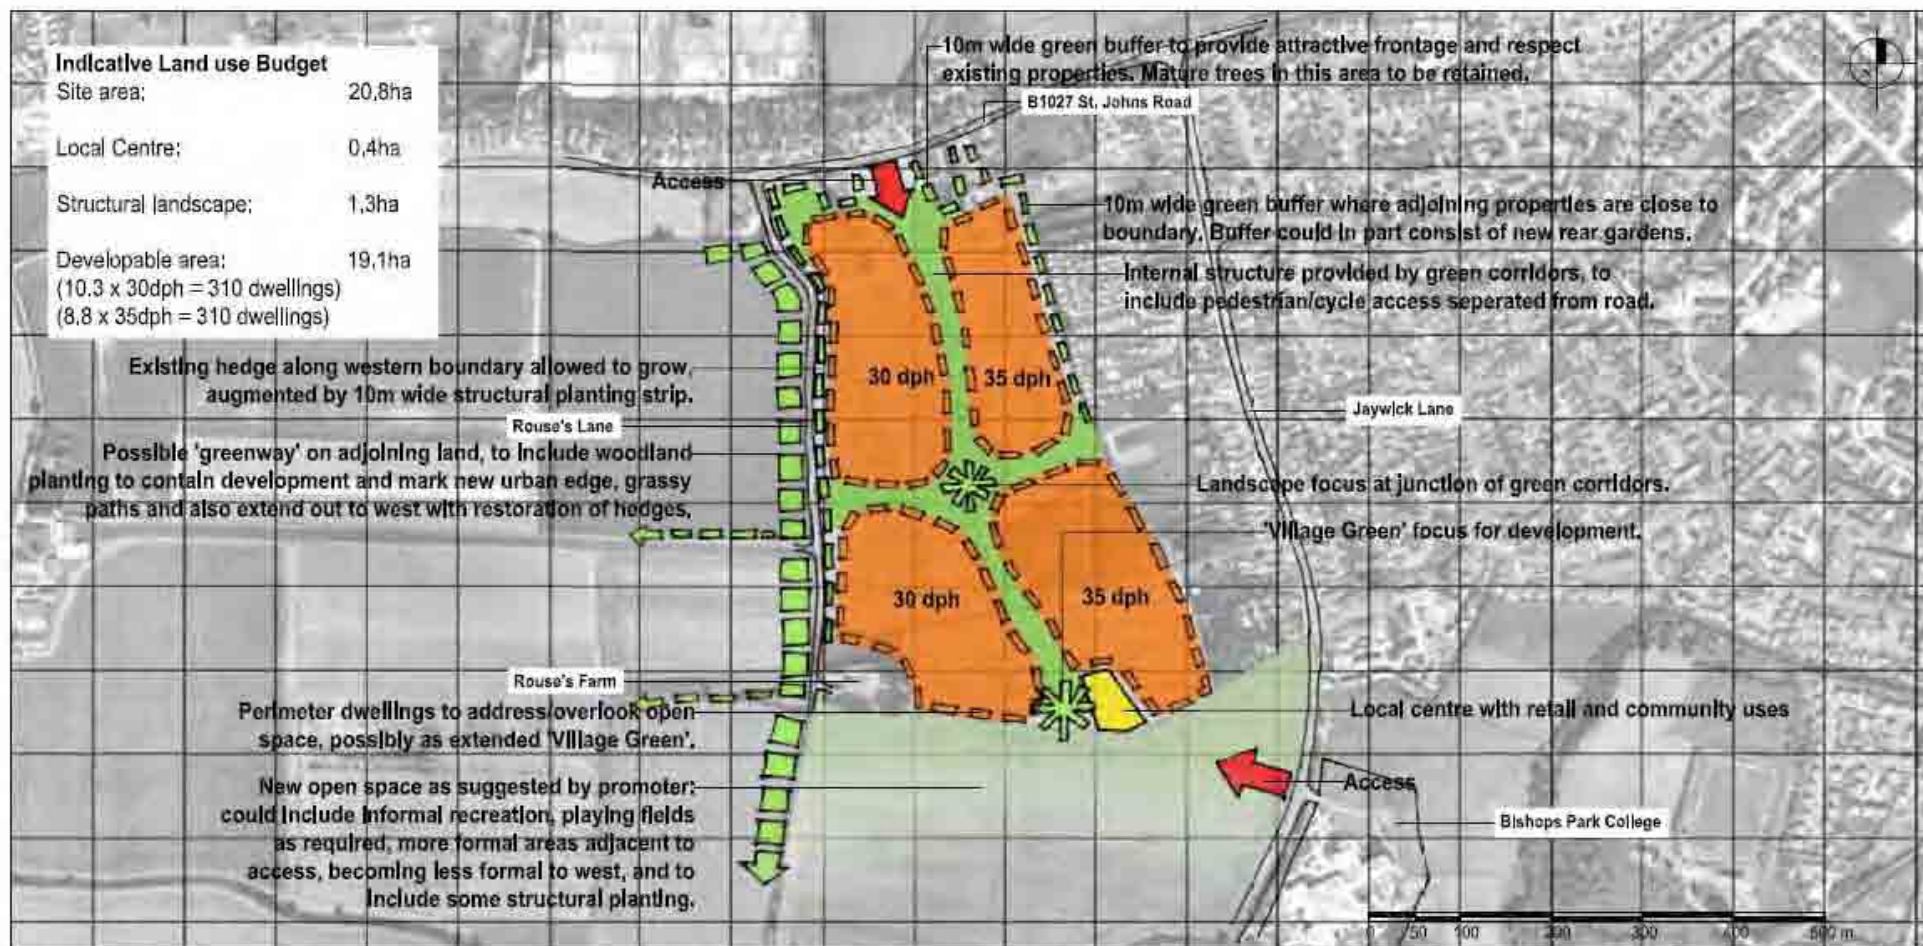 Indicative Land use Budget
Site area: 20.8ha
Local Centre: 0.4ha
Structural landscape: 1.3ha
Developable area: 19.1ha
(10.3 x 30dph = 310 dwellings)
(8.8 x 35dph = 310 dwellings)
10m wide green buffer to provide attractive frontage and respect
existing properties. Mature trees in this area to be retained.
B1027 St. Johns Road
Access
10m wide green buffer where adjoining properties are close to
boundary. Buffer could in part consist of new rear gardens.
Internal structure provided by green corridors, to
include pedestrian/cycle access seperated from road.
Existing hedge along western boundary allowed to grow,
augmented by 10m wide structural planting strip.
30 dph
35 dph
Jaywick Lane
Rouse's Lane
Possible 'greenway' on adjoining land, to include woodland
planting to contain development and mark new urban edge, grassy
paths and also extend out to west with restoration of hedges.
Landscape focus at junction of green corridors.
'Village Green' focus for development.
30 dph
35 dph
Rouse's Farm
Perimeter dwellings to address/overlook open
space, possibly as extended 'Village Green'.
Local centre with retail and community uses
New open space as suggested by promoter:
could include informal recreation, playing fields
as required, more formal areas adjacent to
access, becoming less formal to west, and to
include some structural planting.
Access
Bishops Park College
0 50 100 200 300 400 500 m